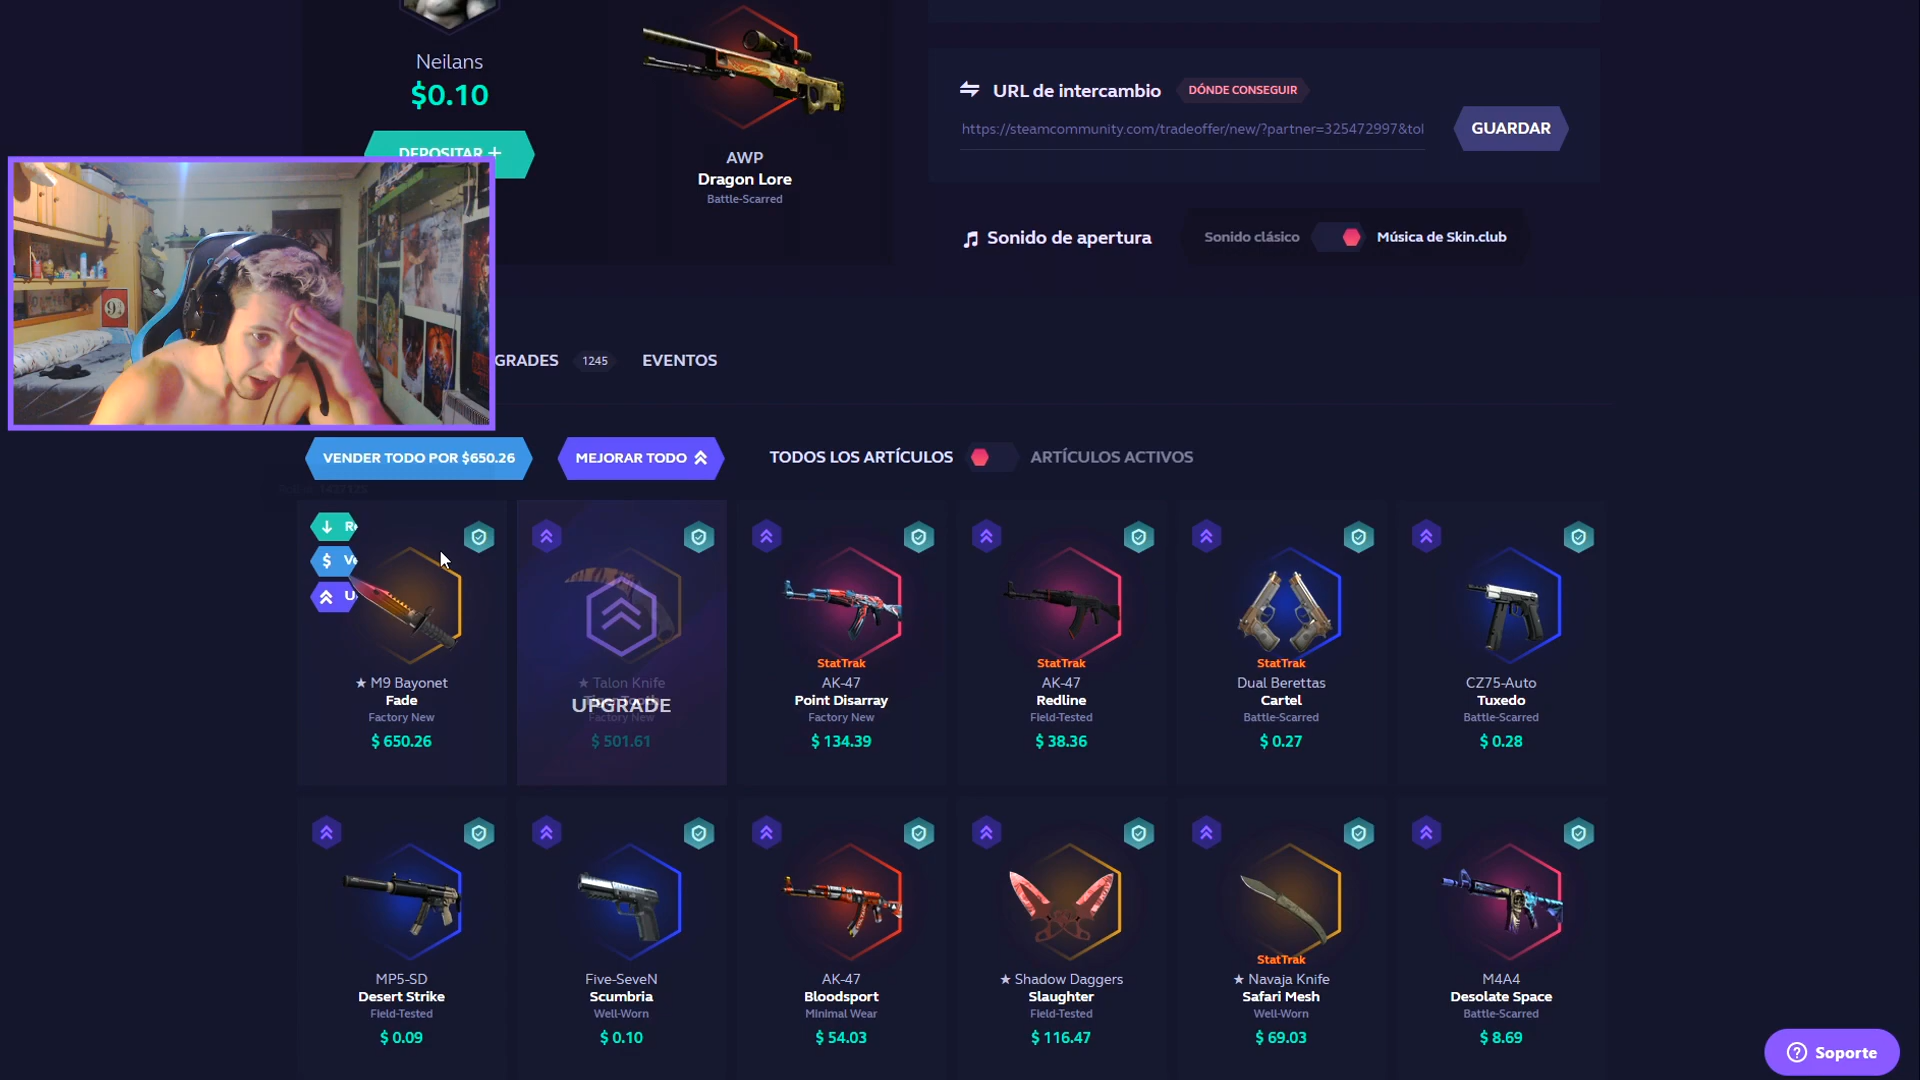 Neilans
$0.10
DEPOSITAR +
AWP
Dragon Lore
Battle-Scarred
URL de intercambio
DÓNDE CONSEGUIR
https://steamcommunity.com/tradeoffer/new/?partner=325472997&tol
GUARDAR
Sonido de apertura
Sonido clásico
Música de Skin.club
GRADES 1245
EVENTOS
VENDER TODO POR $650.26
MEJORAR TODO
TODOS LOS ARTÍCULOS
ARTÍCULOS ACTIVOS
R
$ V
U
★ M9 Bayonet
Fade
Factory New
$ 650.26
★ Talon Knife
UPGRADE
Factory New
$ 501.61
StatTrak
AK-47
Point Disarray
Factory New
$ 134.39
StatTrak
AK-47
Redline
Field-Tested
$ 38.36
StatTrak
Dual Berettas
Cartel
Battle-Scarred
$ 0.27
CZ75-Auto
Tuxedo
Battle-Scarred
$ 0.28
MP5-SD
Desert Strike
Field-Tested
$ 0.09
Five-SeveN
Scumbria
Well-Worn
$ 0.10
AK-47
Bloodsport
Minimal Wear
$ 54.03
★ Shadow Daggers
Slaughter
Field-Tested
$ 116.47
StatTrak
★ Navaja Knife
Safari Mesh
Well-Worn
$ 69.03
M4A4
Desolate Space
Battle-Scarred
$ 8.69
Soporte